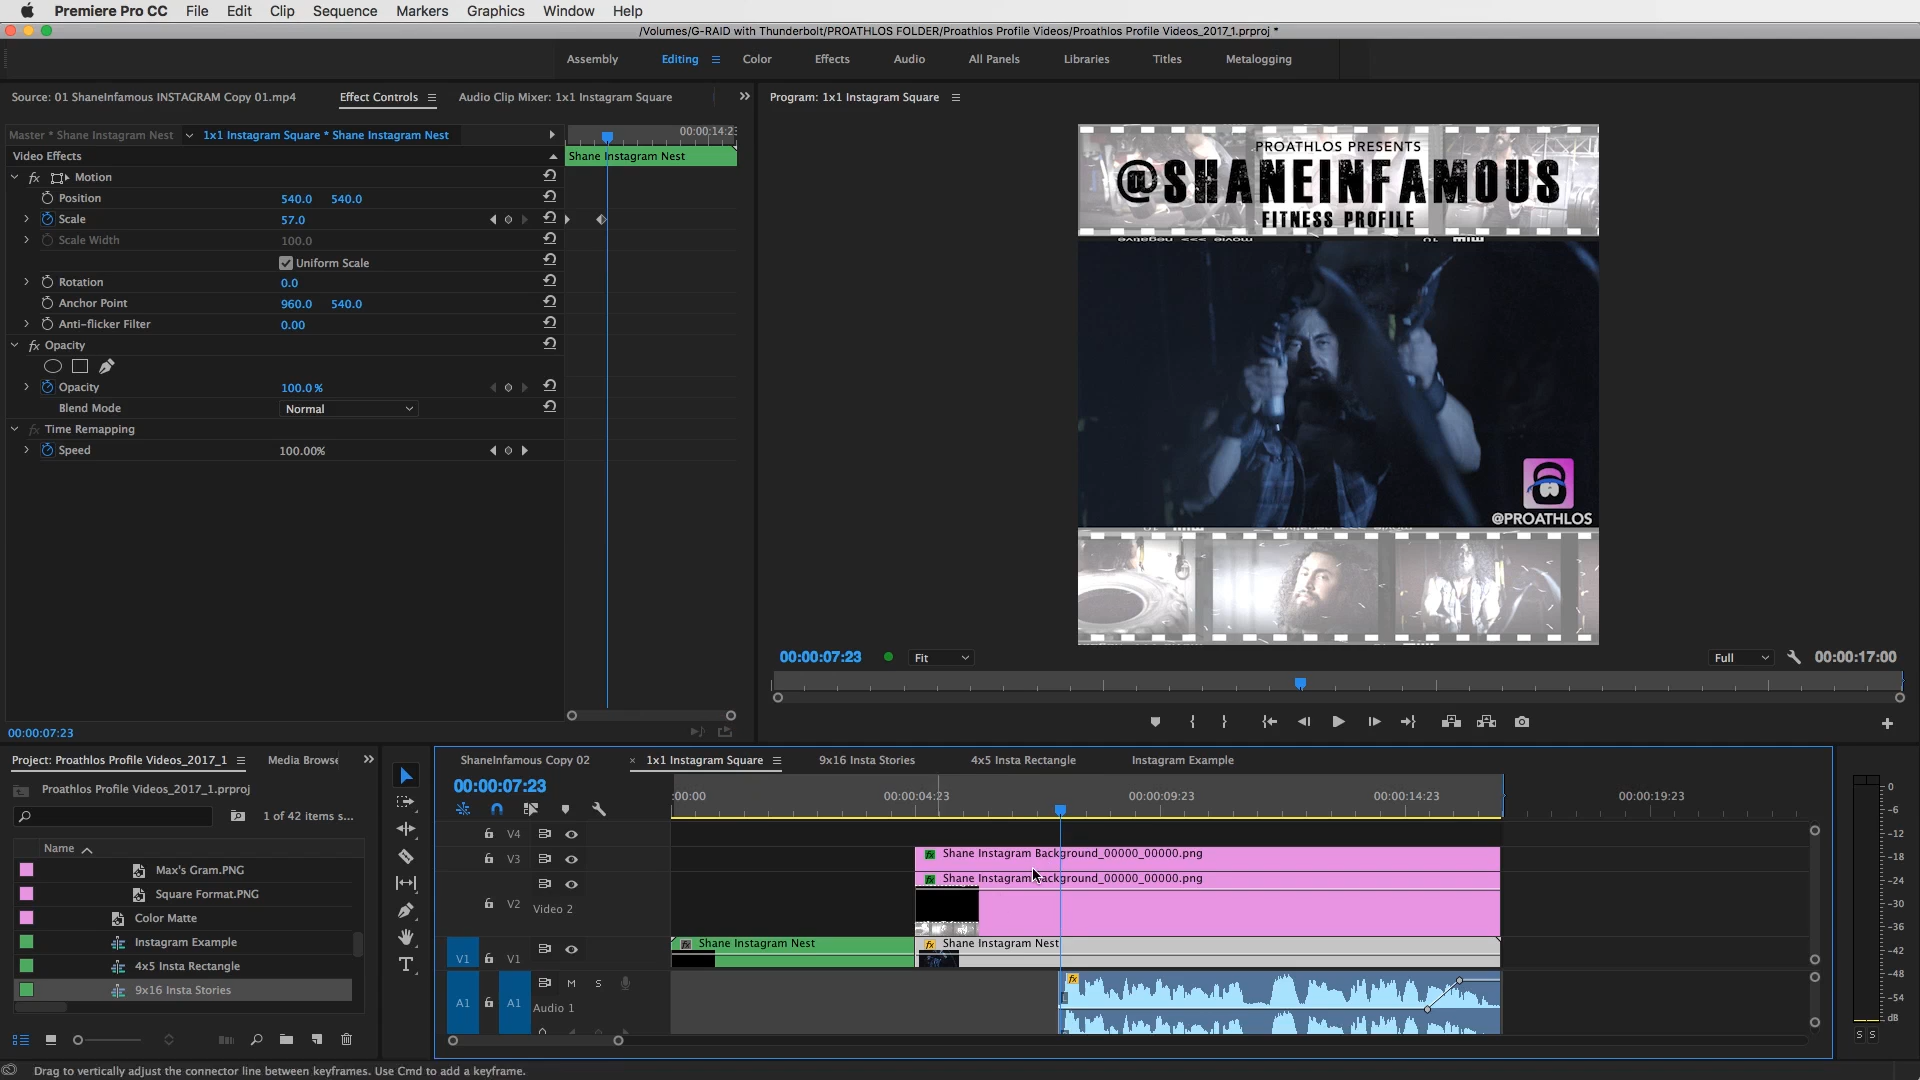 Premiere Pro CC File Edit Clip Sequence Markers Graphics Window Help
/Volumes/G-RAID with Thunderbolt/PROATHLOS FOLDER/Proathlos Profile Videos/Proathlos Profile Videos_2017_1.prproj *
Assembly Editing Color Effects Audio All Panels Libraries Titles Metalogging
Source: 01 ShaneInfamous INSTAGRAM Copy 01.mp4 Effect Controls Audio Clip Mixer: 1x1 Instagram Square
Program: 1x1 Instagram Square
Master * Shane Instagram Nest 1x1 Instagram Square * Shane Instagram Nest
00:00:14:2
Video Effects
Shane Instagram Nest
fx Motion
Position 540.0 540.0
Scale 57.0
Scale Width 100.0
Uniform Scale
Rotation 0.0
Anchor Point 960.0 540.0
Anti-flicker Filter 0.00
fx Opacity
Opacity 100.0 %
Blend Mode Normal
fx Time Remapping
Speed 100.00%
00:00:07:23
PROATHLOS PRESENTS
@SHANEINFAMOUS
FITNESS PROFILE
@PROATHLOS
00:00:07:23 Fit Full 00:00:17:00
Project: Proathlos Profile Videos_2017_1 Media Browse
Proathlos Profile Videos_2017_1.prproj
1 of 42 items s...
Name
Max's Gram.PNG
Square Format.PNG
Color Matte
Instagram Example
4x5 Insta Rectangle
9x16 Insta Stories
ShaneInfamous Copy 02 × 1x1 Instagram Square 9x16 Insta Stories 4x5 Insta Rectangle Instagram Example
00:00:07:23
:00:00 00:00:04:23 00:00:09:23 00:00:14:23 00:00:19:23
V4
V3
fx Shane Instagram Background_00000_00000.png
fx Shane Instagram Background_00000_00000.png
V2 Video 2
V1 V1
fx Shane Instagram Nest
fx Shane Instagram Nest
A1 A1 M S
Audio 1
fx
L
0
-6
-12
-18
-24
-30
-36
-42
-48
-54
dB
S S
Drag to vertically adjust the connector line between keyframes. Use Cmd to add a keyframe.